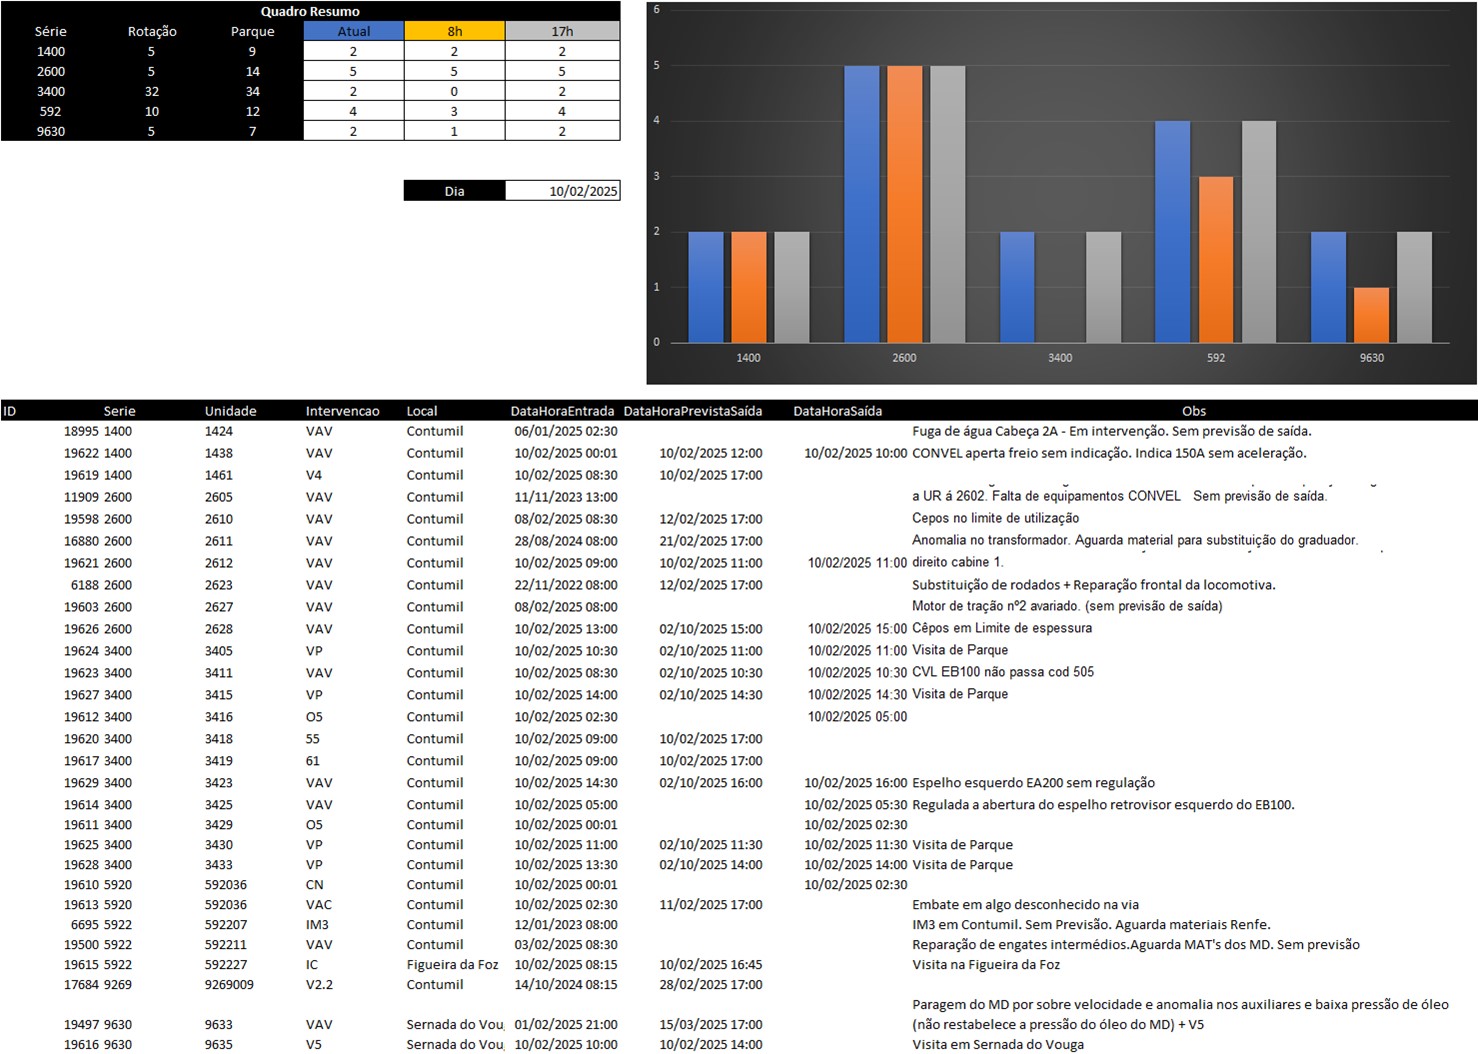 Quadro Resumo
Série Rotação Parque Atual 8h 17h
1400 5 9 2 2 2
2600 5 14 5 5 5
3400 32 34 2 0 2
592 10 12 4 3 4
9630 5 7 2 1 2
Dia 10/02/2025
6
5
4
3
2
1
0
1400 2600 3400 592 9630
ID Serie Unidade Intervencao Local DataHoraEntrada DataHoraPrevistaSaída DataHoraSaída Obs
18995 1400 1424 VAV Contumil 06/01/2025 02:30 Fuga de água Cabeça 2A - Em intervenção. Sem previsão de saída.
19622 1400 1438 VAV Contumil 10/02/2025 00:01 10/02/2025 12:00 10/02/2025 10:00 CONVEL aperta freio sem indicação. Indica 150A sem aceleração.
19619 1400 1461 V4 Contumil 10/02/2025 08:30 10/02/2025 17:00
11909 2600 2605 VAV Contumil 11/11/2023 13:00 a UR á 2602. Falta de equipamentos CONVEL Sem previsão de saída.
19598 2600 2610 VAV Contumil 08/02/2025 08:30 12/02/2025 17:00 Cepos no limite de utilização
16880 2600 2611 VAV Contumil 28/08/2024 08:00 21/02/2025 17:00 Anomalia no transformador. Aguarda material para substituição do graduador.
19621 2600 2612 VAV Contumil 10/02/2025 09:00 10/02/2025 11:00 10/02/2025 11:00 direito cabine 1.
6188 2600 2623 VAV Contumil 22/11/2022 08:00 12/02/2025 17:00 Substituição de rodados + Reparação frontal da locomotiva.
19603 2600 2627 VAV Contumil 08/02/2025 08:00 Motor de tração nº2 avariado. (sem previsão de saída)
19626 2600 2628 VAV Contumil 10/02/2025 13:00 02/10/2025 15:00 10/02/2025 15:00 Cêpos em Limite de espessura
19624 3400 3405 VP Contumil 10/02/2025 10:30 02/10/2025 11:00 10/02/2025 11:00 Visita de Parque
19623 3400 3411 VAV Contumil 10/02/2025 08:30 02/10/2025 10:30 10/02/2025 10:30 CVL EB100 não passa cod 505
19627 3400 3415 VP Contumil 10/02/2025 14:00 02/10/2025 14:30 10/02/2025 14:30 Visita de Parque
19612 3400 3416 O5 Contumil 10/02/2025 02:30 10/02/2025 05:00
19620 3400 3418 55 Contumil 10/02/2025 09:00 10/02/2025 17:00
19617 3400 3419 61 Contumil 10/02/2025 09:00 10/02/2025 17:00
19629 3400 3423 VAV Contumil 10/02/2025 14:30 02/10/2025 16:00 10/02/2025 16:00 Espelho esquerdo EA200 sem regulação
19614 3400 3425 VAV Contumil 10/02/2025 05:00 10/02/2025 05:30 Regulada a abertura do espelho retrovisor esquerdo do EB100.
19611 3400 3429 O5 Contumil 10/02/2025 00:01 10/02/2025 02:30
19625 3400 3430 VP Contumil 10/02/2025 11:00 02/10/2025 11:30 10/02/2025 11:30 Visita de Parque
19628 3400 3433 VP Contumil 10/02/2025 13:30 02/10/2025 14:00 10/02/2025 14:00 Visita de Parque
19610 5920 592036 CN Contumil 10/02/2025 00:01 10/02/2025 02:30
19613 5920 592036 VAC Contumil 10/02/2025 02:30 11/02/2025 17:00 Embate em algo desconhecido na via
6695 5922 592207 IM3 Contumil 12/01/2023 08:00 IM3 em Contumil. Sem Previsão. Aguarda materiais Renfe.
19500 5922 592211 VAV Contumil 03/02/2025 08:30 Reparação de engates intermédios.Aguarda MAT's dos MD. Sem previsão
19615 5922 592227 IC Figueira da Foz 10/02/2025 08:15 10/02/2025 16:45 Visita na Figueira da Foz
17684 9269 9269009 V2.2 Contumil 14/10/2024 08:15 28/02/2025 17:00
Paragem do MD por sobre velocidade e anomalia nos auxiliares e baixa pressão de óleo
19497 9630 9633 VAV Sernada do Vou 01/02/2025 21:00 15/03/2025 17:00 (não restabelece a pressão do óleo do MD) + V5
19616 9630 9635 V5 Sernada do Vou 10/02/2025 10:00 10/02/2025 14:00 Visita em Sernada do Vouga